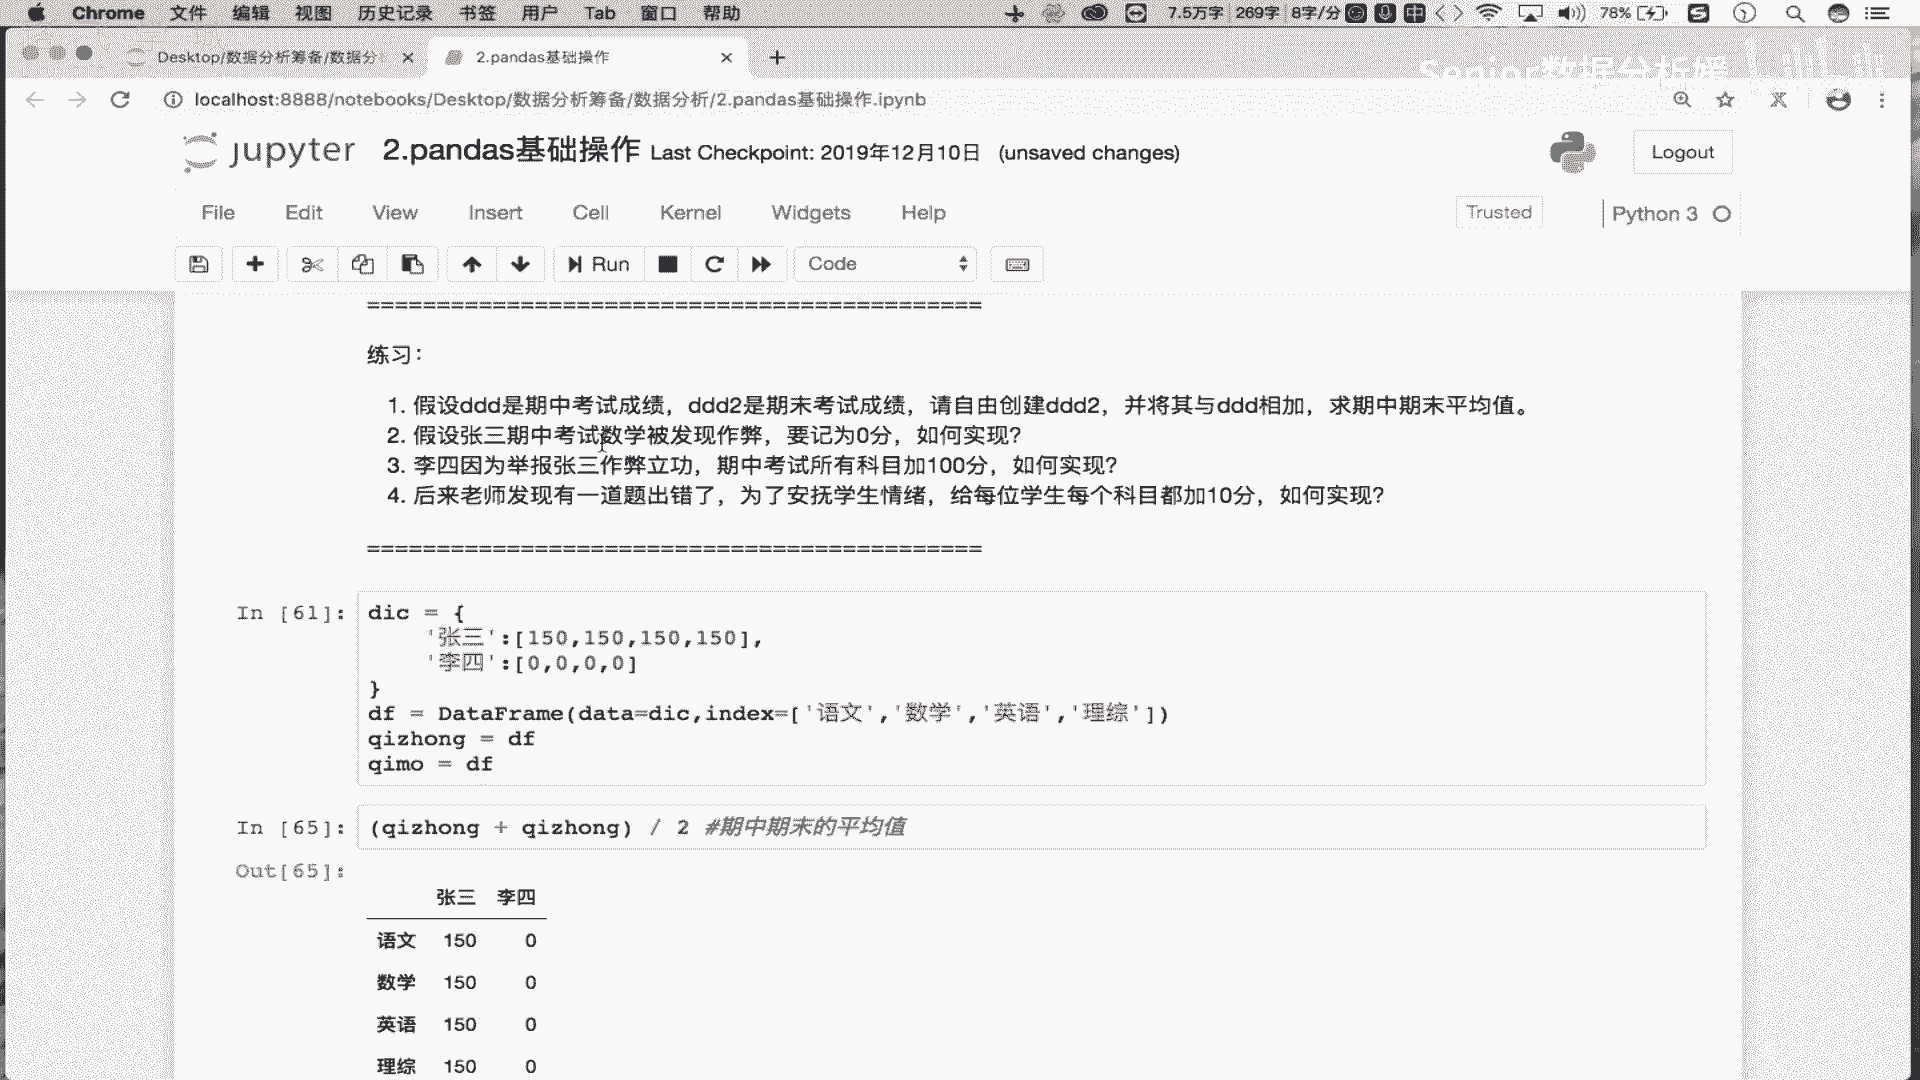 Chrome 文件 编辑 视图 历史记录 书签 用户 Tab 窗口 帮助 7.5万字 269字 8字/分 中 78%
Desktop/数据分析筹备/数据分 2.pandas基础操作
Senior数据分析媛
localhost:8888/notebooks/Desktop/数据分析筹备/数据分析/2.pandas基础操作.ipynb
jupyter 2.pandas基础操作 Last Checkpoint: 2019年12月10日 (unsaved changes) Logout
File Edit View Insert Cell Kernel Widgets Help Trusted Python 3
Run Code
============================================
练习：
1. 假设ddd是期中考试成绩，ddd2是期末考试成绩，请自由创建ddd2，并将其与ddd相加，求期中期末平均值。
2. 假设张三期中考试数学被发现作弊，要记为0分，如何实现？
3. 李四因为举报张三作弊立功，期中考试所有科目加100分，如何实现？
4. 后来老师发现有一道题出错了，为了安抚学生情绪，给每位学生每个科目都加10分，如何实现？
============================================
In [61]: dic = {
'张三':[150,150,150,150],
'李四':[0,0,0,0]
}
df = DataFrame(data=dic,index=['语文','数学','英语','理综'])
qizhong = df
qimo = df
In [65]: (qizhong + qizhong) / 2 #期中期末的平均值
Out[65]:
张三 李四
语文 150 0
数学 150 0
英语 150 0
理综 150 0